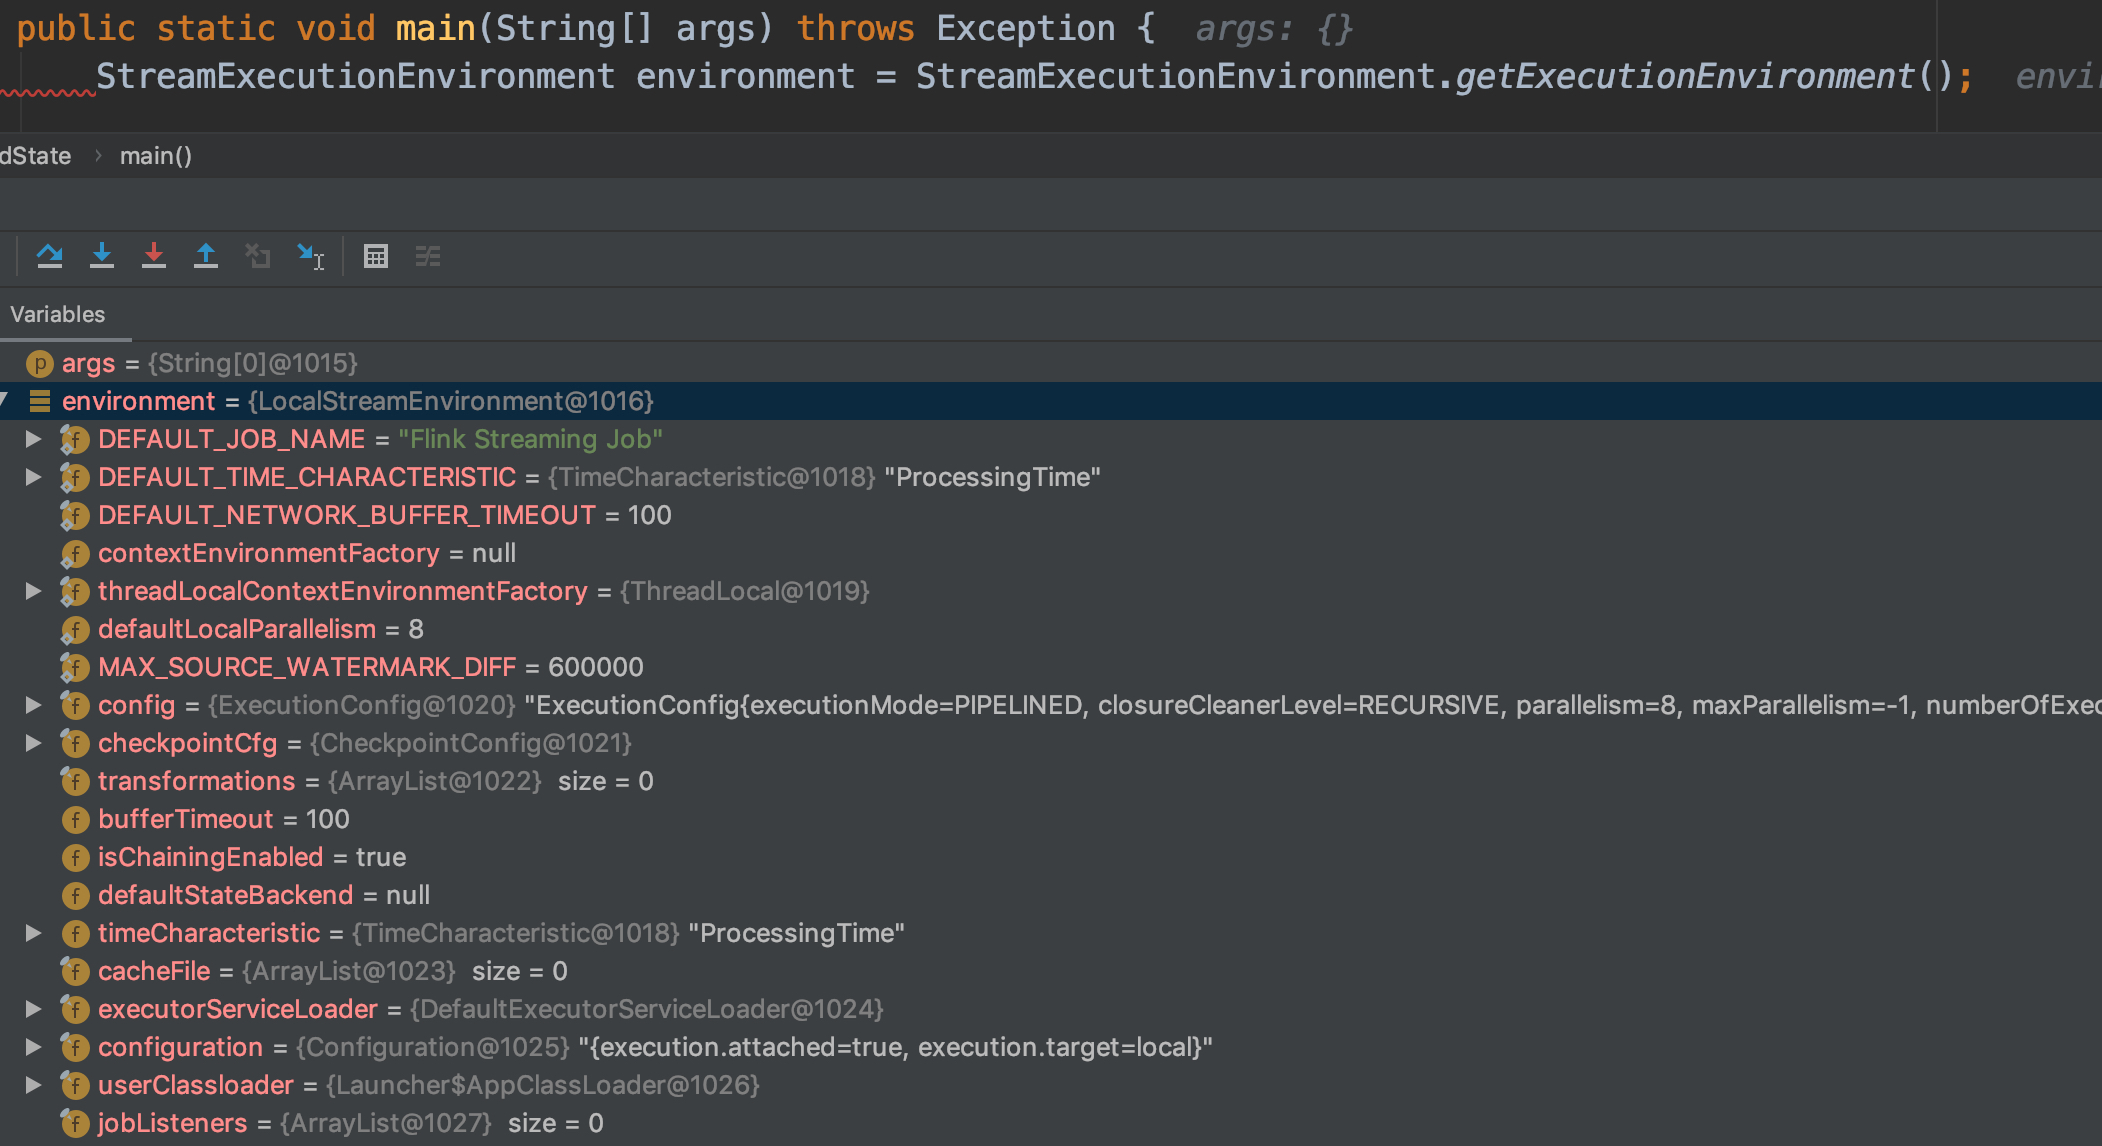 public static void main(String[] args) throws Exception {  args: {}
StreamExecutionEnvironment environment = StreamExecutionEnvironment.getExecutionEnvironment();
dState › main()
Variables
p args = {String[0]@1015}
environment = {LocalStreamEnvironment@1016}
f DEFAULT_JOB_NAME = "Flink Streaming Job"
f DEFAULT_TIME_CHARACTERISTIC = {TimeCharacteristic@1018} "ProcessingTime"
f DEFAULT_NETWORK_BUFFER_TIMEOUT = 100
f contextEnvironmentFactory = null
f threadLocalContextEnvironmentFactory = {ThreadLocal@1019}
f defaultLocalParallelism = 8
f MAX_SOURCE_WATERMARK_DIFF = 600000
f config = {ExecutionConfig@1020} "ExecutionConfig{executionMode=PIPELINED, closureCleanerLevel=RECURSIVE, parallelism=8, maxParallelism=-1, numberOfExec
f checkpointCfg = {CheckpointConfig@1021}
f transformations = {ArrayList@1022} size = 0
f bufferTimeout = 100
f isChainingEnabled = true
f defaultStateBackend = null
f timeCharacteristic = {TimeCharacteristic@1018} "ProcessingTime"
f cacheFile = {ArrayList@1023} size = 0
f executorServiceLoader = {DefaultExecutorServiceLoader@1024}
f configuration = {Configuration@1025} "{execution.attached=true, execution.target=local}"
f userClassloader = {Launcher$AppClassLoader@1026}
f jobListeners = {ArrayList@1027} size = 0